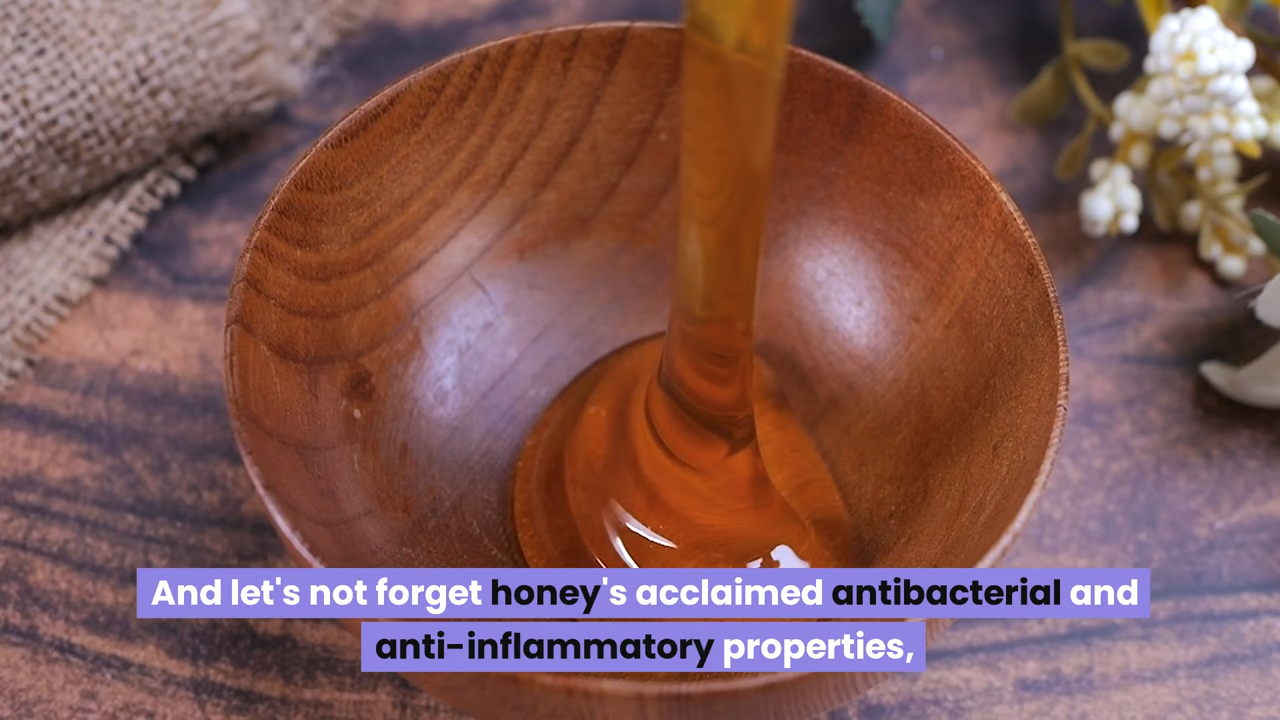 And let's not forget honey's acclaimed antibacterial and
anti-inflammatory properties,